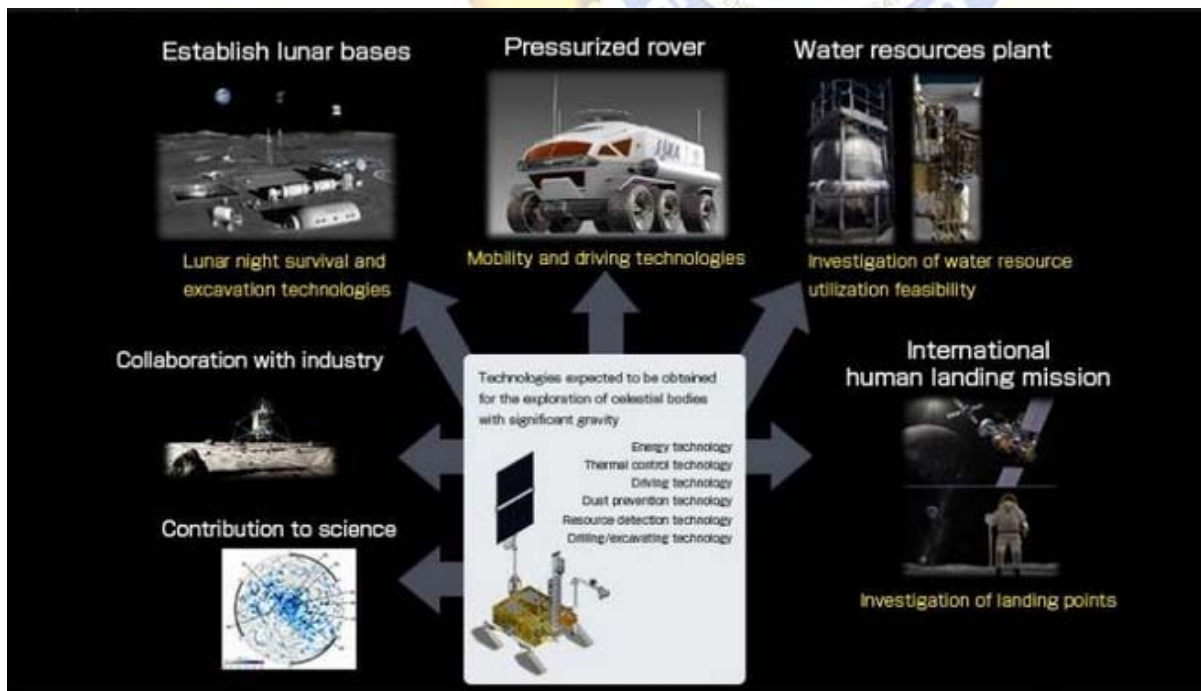 Establish lunar bases
Pressurized rover
Water resources plant
JAXA
Lunar night survival and
excavation technologies
Mobility and driving technologies
Investigation of water resource
utilization feasibility
Collaboration with industry
International
human landing mission
Technologies expected to be obtained
for the exploration of celestial bodies
with significant gravity
Energy technology
Thermal control technology
Driving technology
Dust prevention technology
Resource detection technology
Drilling/excavating technology
Contribution to science
Investigation of landing points